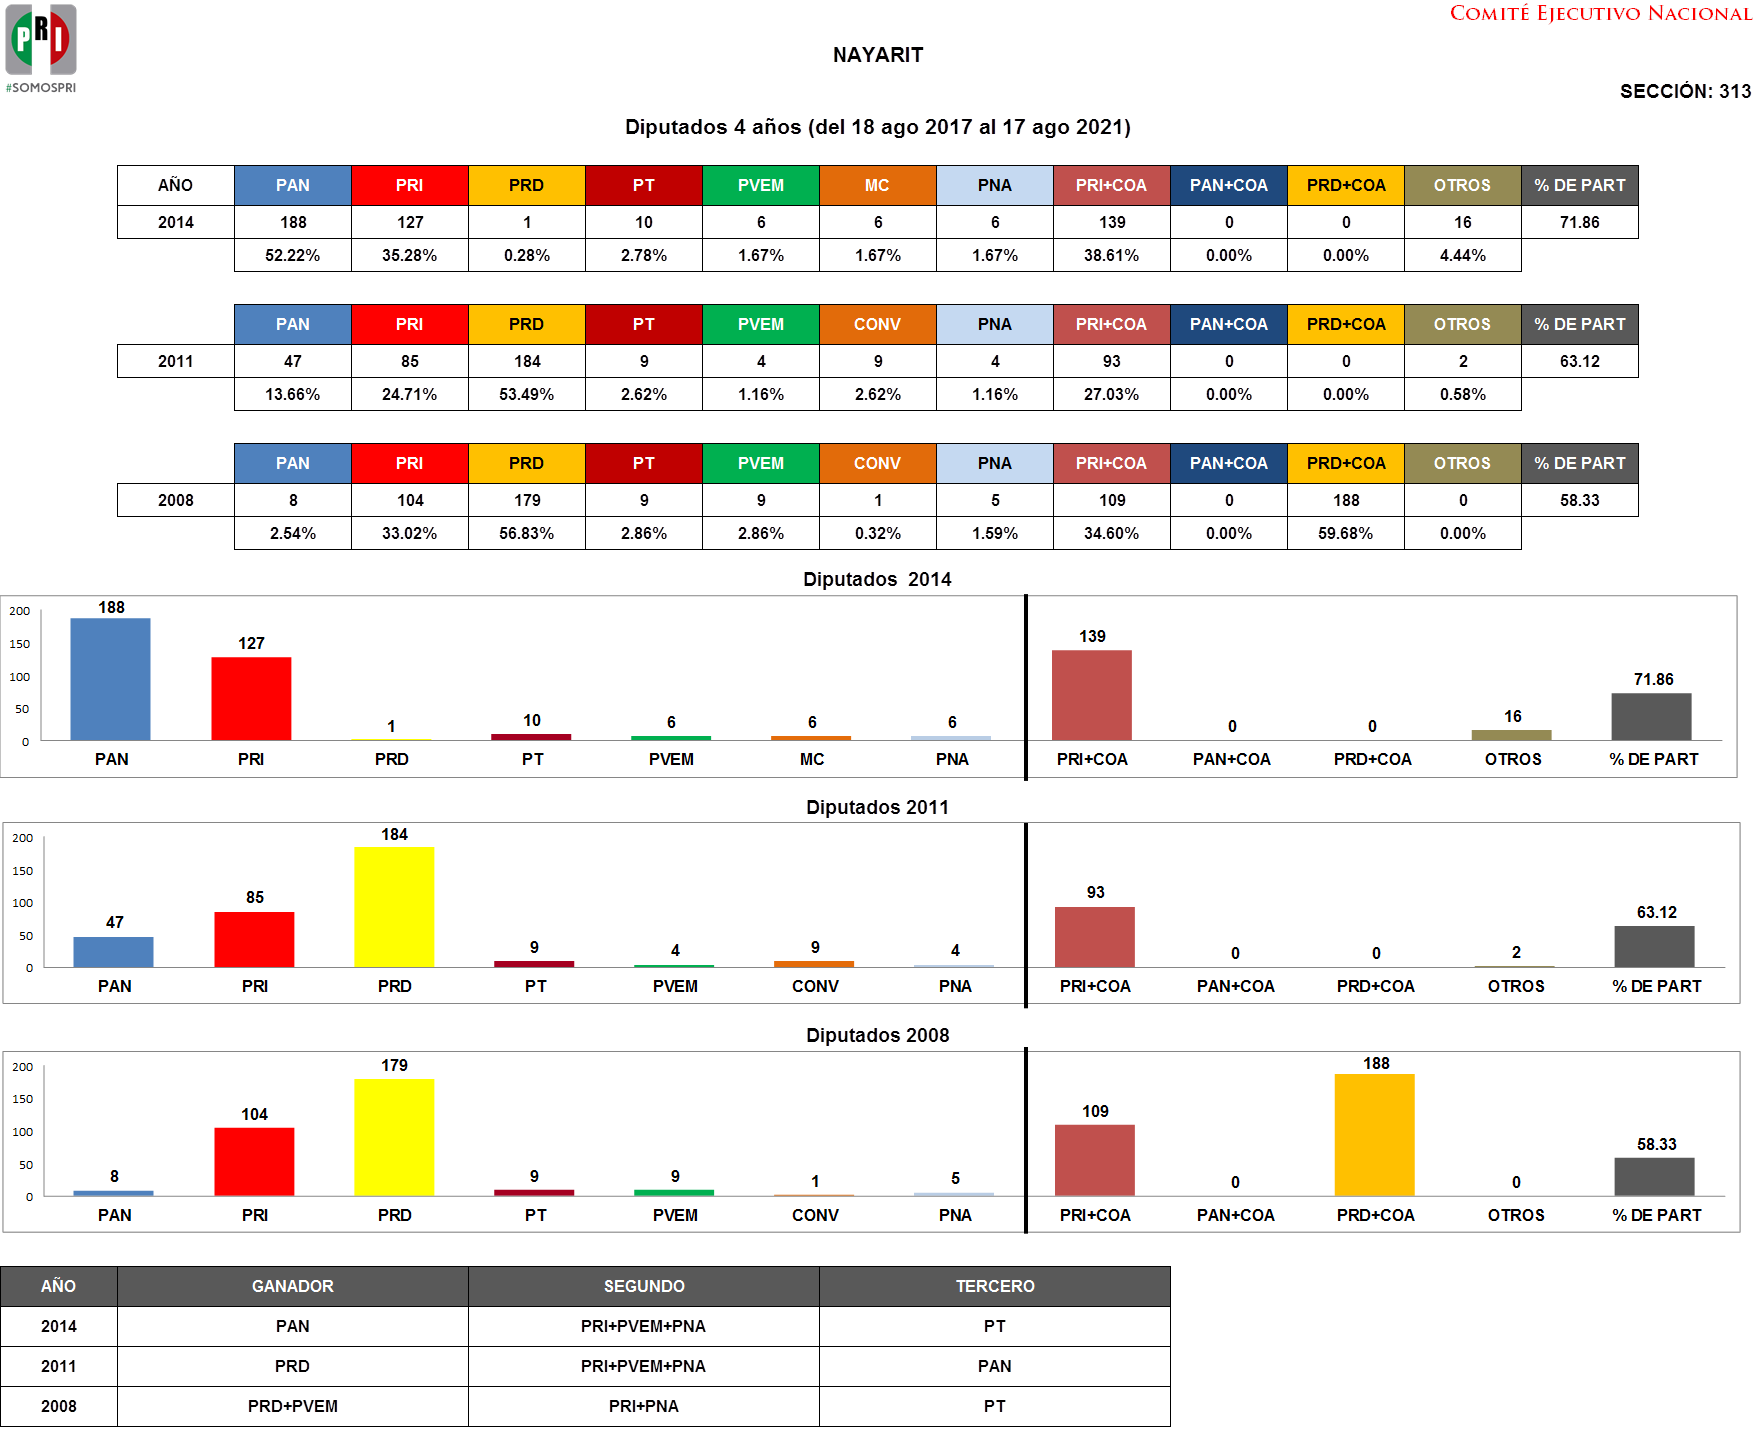 PRI
#SOMOSPRI
COMITÉ EJECUTIVO NACIONAL
NAYARIT
SECCIÓN: 313
Diputados 4 años (del 18 ago 2017 al 17 ago 2021)
AÑO PAN PRI PRD PT PVEM MC PNA PRI+COA PAN+COA PRD+COA OTROS % DE PART
2014 188 127 1 10 6 6 6 139 0 0 16 71.86
52.22% 35.28% 0.28% 2.78% 1.67% 1.67% 1.67% 38.61% 0.00% 0.00% 4.44%
PAN PRI PRD PT PVEM CONV PNA PRI+COA PAN+COA PRD+COA OTROS % DE PART
2011 47 85 184 9 4 9 4 93 0 0 2 63.12
13.66% 24.71% 53.49% 2.62% 1.16% 2.62% 1.16% 27.03% 0.00% 0.00% 0.58%
PAN PRI PRD PT PVEM CONV PNA PRI+COA PAN+COA PRD+COA OTROS % DE PART
2008 8 104 179 9 9 1 5 109 0 188 0 58.33
2.54% 33.02% 56.83% 2.86% 2.86% 0.32% 1.59% 34.60% 0.00% 59.68% 0.00%
Diputados 2014
200
150
100
50
0
188 127 1 10 6 6 6 139 0 0 16 71.86
PAN PRI PRD PT PVEM MC PNA PRI+COA PAN+COA PRD+COA OTROS % DE PART
Diputados 2011
200
150
100
50
0
47 85 184 9 4 9 4 93 0 0 2 63.12
PAN PRI PRD PT PVEM CONV PNA PRI+COA PAN+COA PRD+COA OTROS % DE PART
Diputados 2008
200
150
100
50
0
8 104 179 9 9 1 5 109 0 188 0 58.33
PAN PRI PRD PT PVEM CONV PNA PRI+COA PAN+COA PRD+COA OTROS % DE PART
AÑO GANADOR SEGUNDO TERCERO
2014 PAN PRI+PVEM+PNA PT
2011 PRD PRI+PVEM+PNA PAN
2008 PRD+PVEM PRI+PNA PT